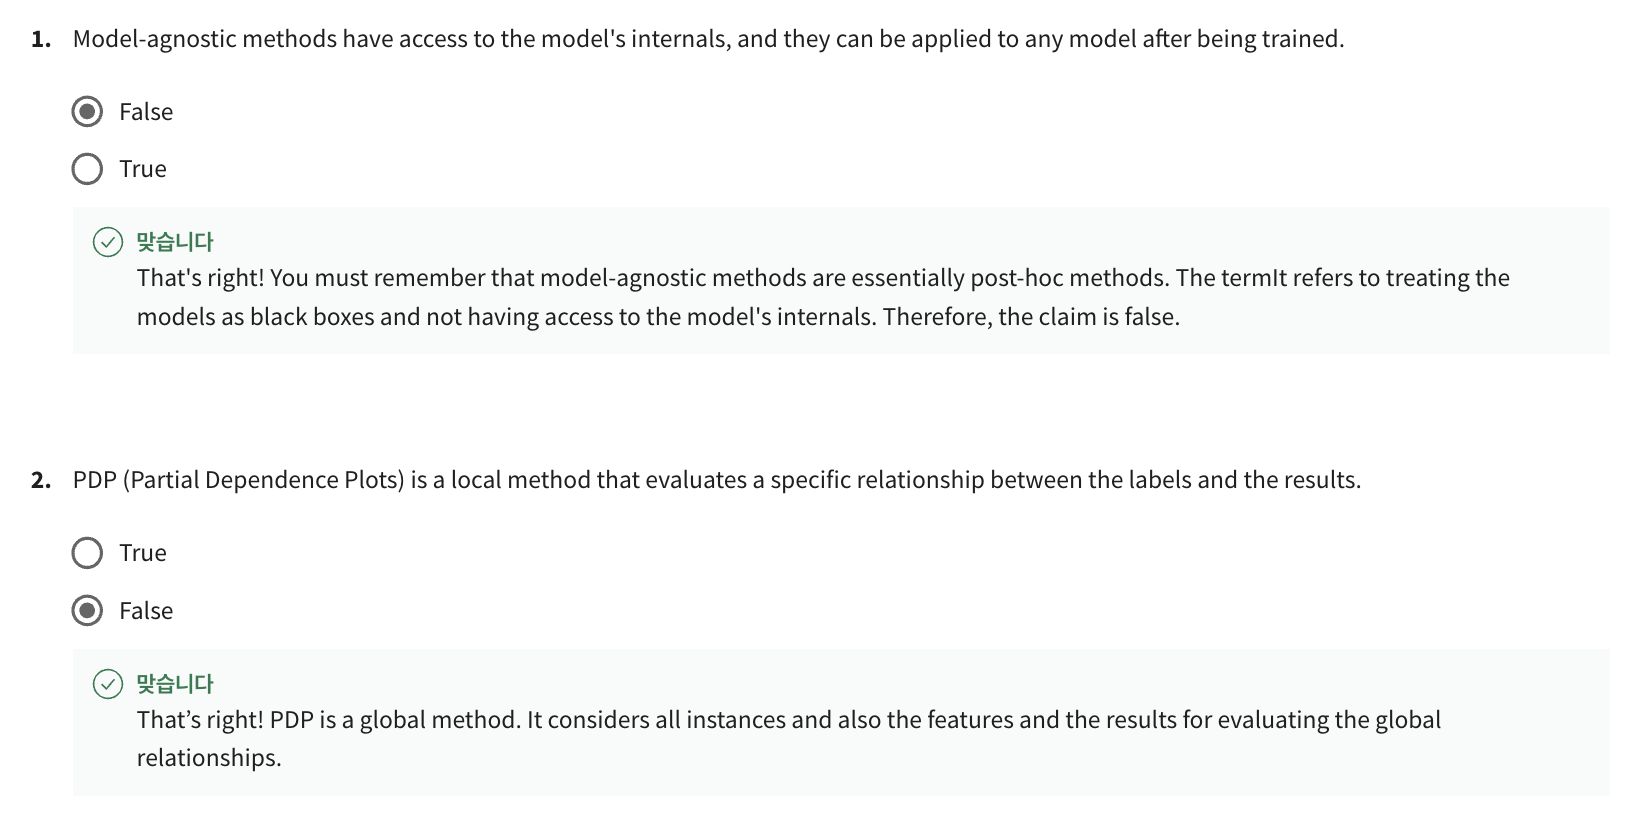 1. Model-agnostic methods have access to the model's internals, and they can be applied to any model after being trained.
False
True
맞습니다
That's right! You must remember that model-agnostic methods are essentially post-hoc methods. The termIt refers to treating the
models as black boxes and not having access to the model's internals. Therefore, the claim is false.
2. PDP (Partial Dependence Plots) is a local method that evaluates a specific relationship between the labels and the results.
True
False
맞습니다
That’s right! PDP is a global method. It considers all instances and also the features and the results for evaluating the global
relationships.